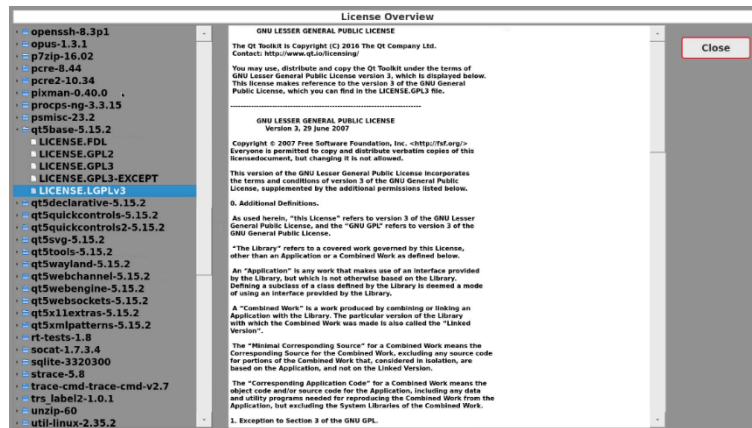 License Overview
openssh-8.3p1
opus-1.3.1
p7zip-16.02
pcre-8.44
pcre2-10.34
pixman-0.40.0
procps-ng-3.3.15
psmisc-23.2
qt5base-5.15.2
LICENSE.FDL
LICENSE.GPL2
LICENSE.GPL3
LICENSE.GPL3-EXCEPT
LICENSE.LGPLv3
qt5declarative-5.15.2
qt5quickcontrols-5.15.2
qt5quickcontrols2-5.15.2
qt5svg-5.15.2
qt5tools-5.15.2
qt5wayland-5.15.2
qt5webchannel-5.15.2
qt5webengine-5.15.2
qt5websockets-5.15.2
qt5x11extras-5.15.2
qt5xmlpatterns-5.15.2
rt-tests-1.8
socat-1.7.3.4
sqlite-3320300
strace-5.8
trace-cmd-trace-cmd-v2.7
trs_label2-1.0.1
unzip-60
util-linux-2.35.2
GNU LESSER GENERAL PUBLIC LICENSE
The Qt Toolkit is Copyright (C) 2016 The Qt Company Ltd.
Contact: http://www.qt.io/licensing/
You may use, distribute and copy the Qt Toolkit under the terms of
GNU Lesser General Public License version 3, which is displayed below.
This license makes reference to the version 3 of the GNU General
Public License, which you can find in the LICENSE.GPL3 file.
-------------------------------------------------------------------------
GNU LESSER GENERAL PUBLIC LICENSE
Version 3, 29 June 2007
Copyright © 2007 Free Software Foundation, Inc. <http://fsf.org/>
Everyone is permitted to copy and distribute verbatim copies of this
licensedocument, but changing it is not allowed.
This version of the GNU Lesser General Public License incorporates
the terms and conditions of version 3 of the GNU General Public
License, supplemented by the additional permissions listed below.
0. Additional Definitions.
As used herein, "this License" refers to version 3 of the GNU Lesser
General Public License, and the "GNU GPL" refers to version 3 of the
GNU General Public License.
"The Library" refers to a covered work governed by this License,
other than an Application or a Combined Work as defined below.
An "Application" is any work that makes use of an interface provided
by the Library, but which is not otherwise based on the Library.
Defining a subclass of a class defined by the Library is deemed a mode
of using an interface provided by the Library.
A "Combined Work" is a work produced by combining or linking an
Application with the Library. The particular version of the Library
with which the Combined Work was made is also called the "Linked
Version".
The "Minimal Corresponding Source" for a Combined Work means the
Corresponding Source for the Combined Work, excluding any source code
for portions of the Combined Work that, considered in isolation, are
based on the Application, and not on the Linked Version.
The "Corresponding Application Code" for a Combined Work means the
object code and/or source code for the Application, including any data
and utility programs needed for reproducing the Combined Work from the
Application, but excluding the System Libraries of the Combined Work.
1. Exception to Section 3 of the GNU GPL.
Close